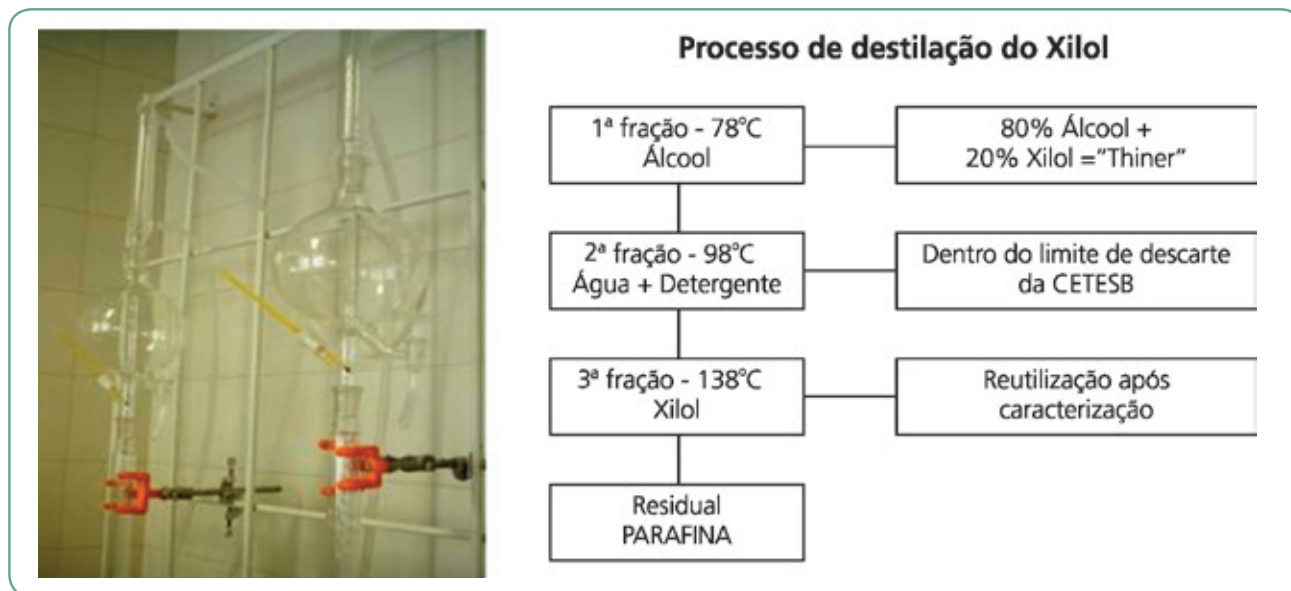 Processo de destilação do Xilol
1ª fração - 78°C
Álcool
80% Álcool +
20% Xilol ="Thiner"
2ª fração - 98°C
Água + Detergente
Dentro do limite de descarte
da CETESB
3ª fração - 138°C
Xilol
Reutilização após
caracterização
Residual
PARAFINA